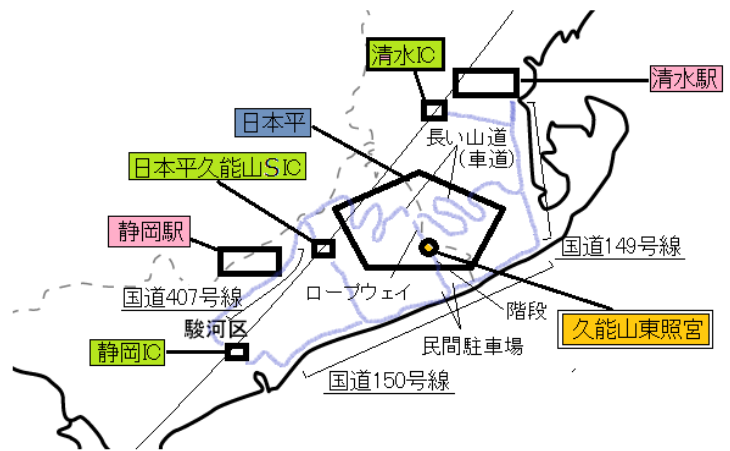 清水IC
清水駅
日本平
長い山道
(車道)
日本平久能山SIC
静岡駅
国道149号線
ロープウェイ
国道407号線
階段
駿河区
久能山東照宮
民間駐車場
静岡IC
国道150号線